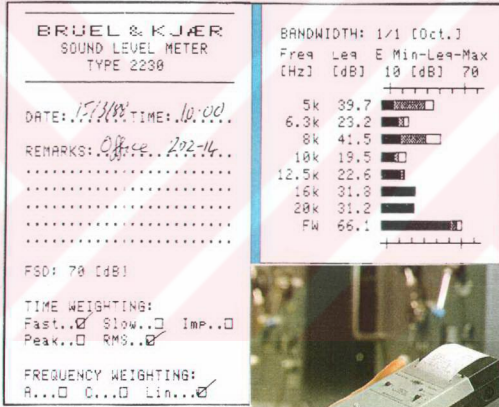 BRÜEL & KJÆR
SOUND LEVEL METER
TYPE 2230
DATE: 15/3/88 TIME: 10:00
REMARKS: Office 202-14
FSD: 70 [dB]
TIME WEIGHTING:
Fast..☑ Slow..☐ Imp..☐
Peak..☐ RMS..☑
FREQUENCY WEIGHTING:
A...☐ C...☐ Lin...☑
BANDWIDTH: 1/1 [Oct.]
Freq Leq E Min-Leq-Max
[Hz] [dB] 10 [dB] 70
5k 39.7
6.3k 23.2
8k 41.5
10k 19.5
12.5k 22.6
16k 31.3
20k 31.2
FW 66.1